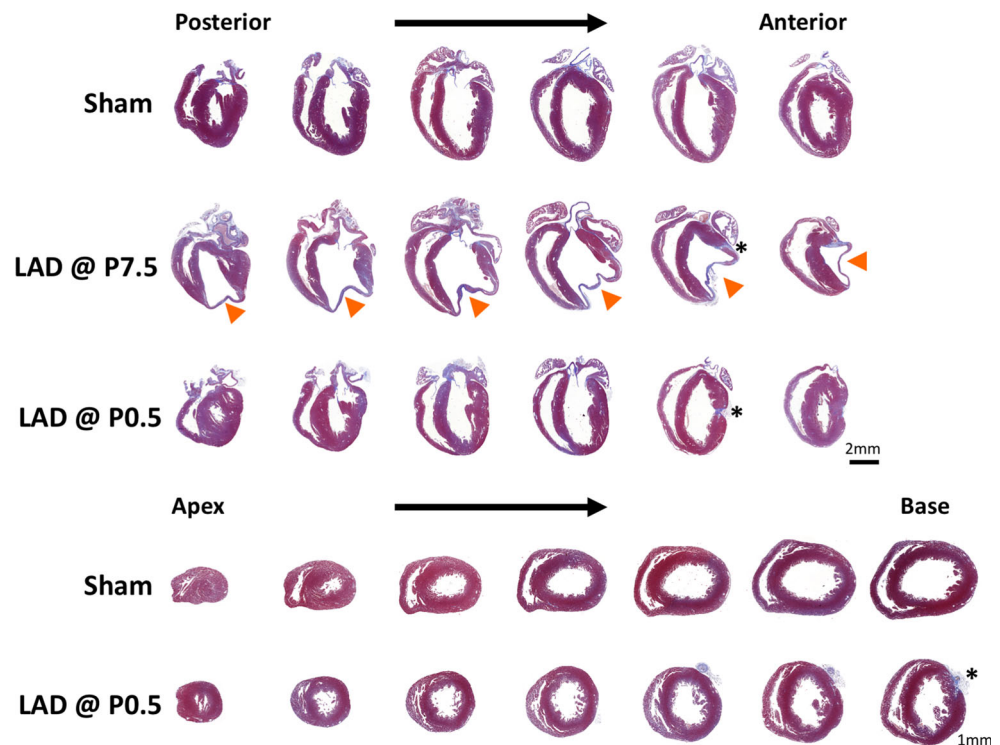 Posterior Anterior
Sham
LAD @ P7.5
*
LAD @ P0.5
*
2mm
Apex Base
Sham
LAD @ P0.5
*
1mm